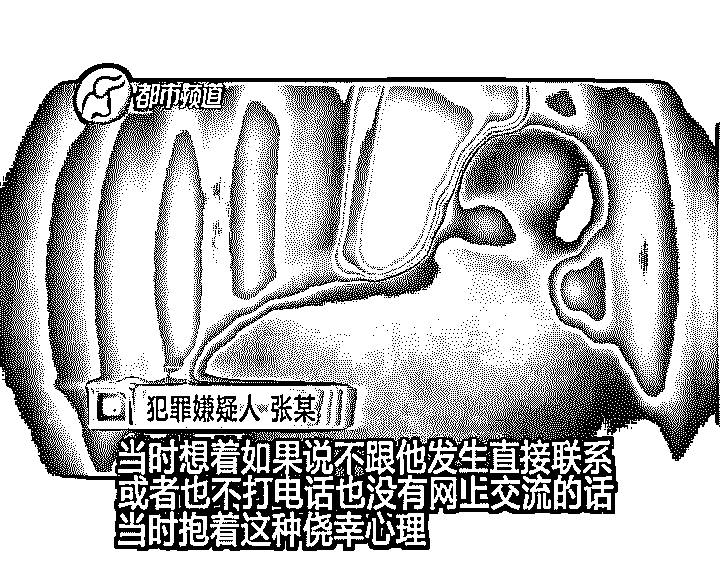 都市频道
犯罪嫌疑人 张某
当时想着如果说不跟他发生直接联系
或者也不打电话也没有网上交流的话
当时抱着这种侥幸心理